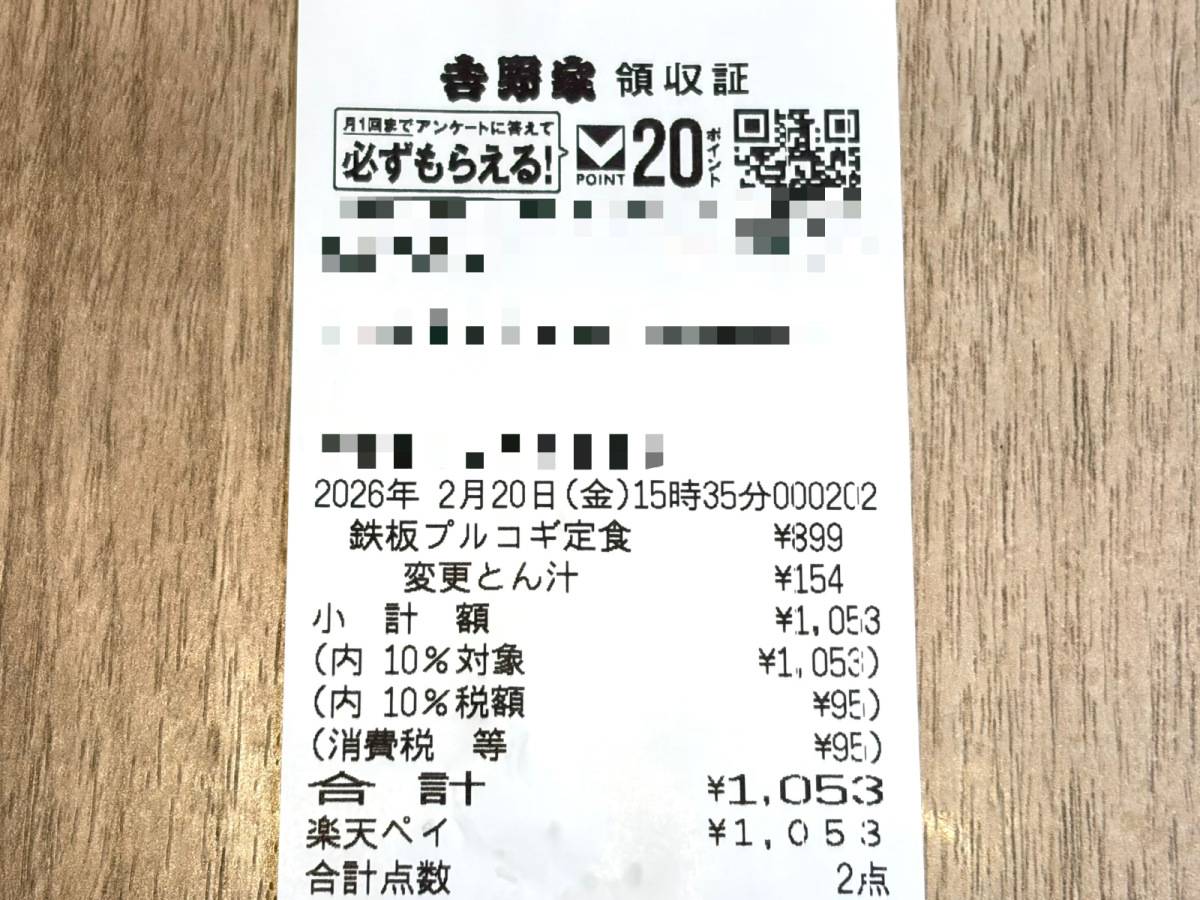 吉野家 領収証
月1回までアンケートに答えて
必ずもらえる!
POINT 20ポイント
2026年 2月20日(金)15時35分000202
鉄板プルコギ定食 ¥899
変更とん汁 ¥154
小 計 額 ¥1,053
(内 10%対象 ¥1,053)
(内 10%税額 ¥95)
(消費税 等 ¥95)
合 計 ¥1,053
楽天ペイ ¥1,053
合計点数 2点